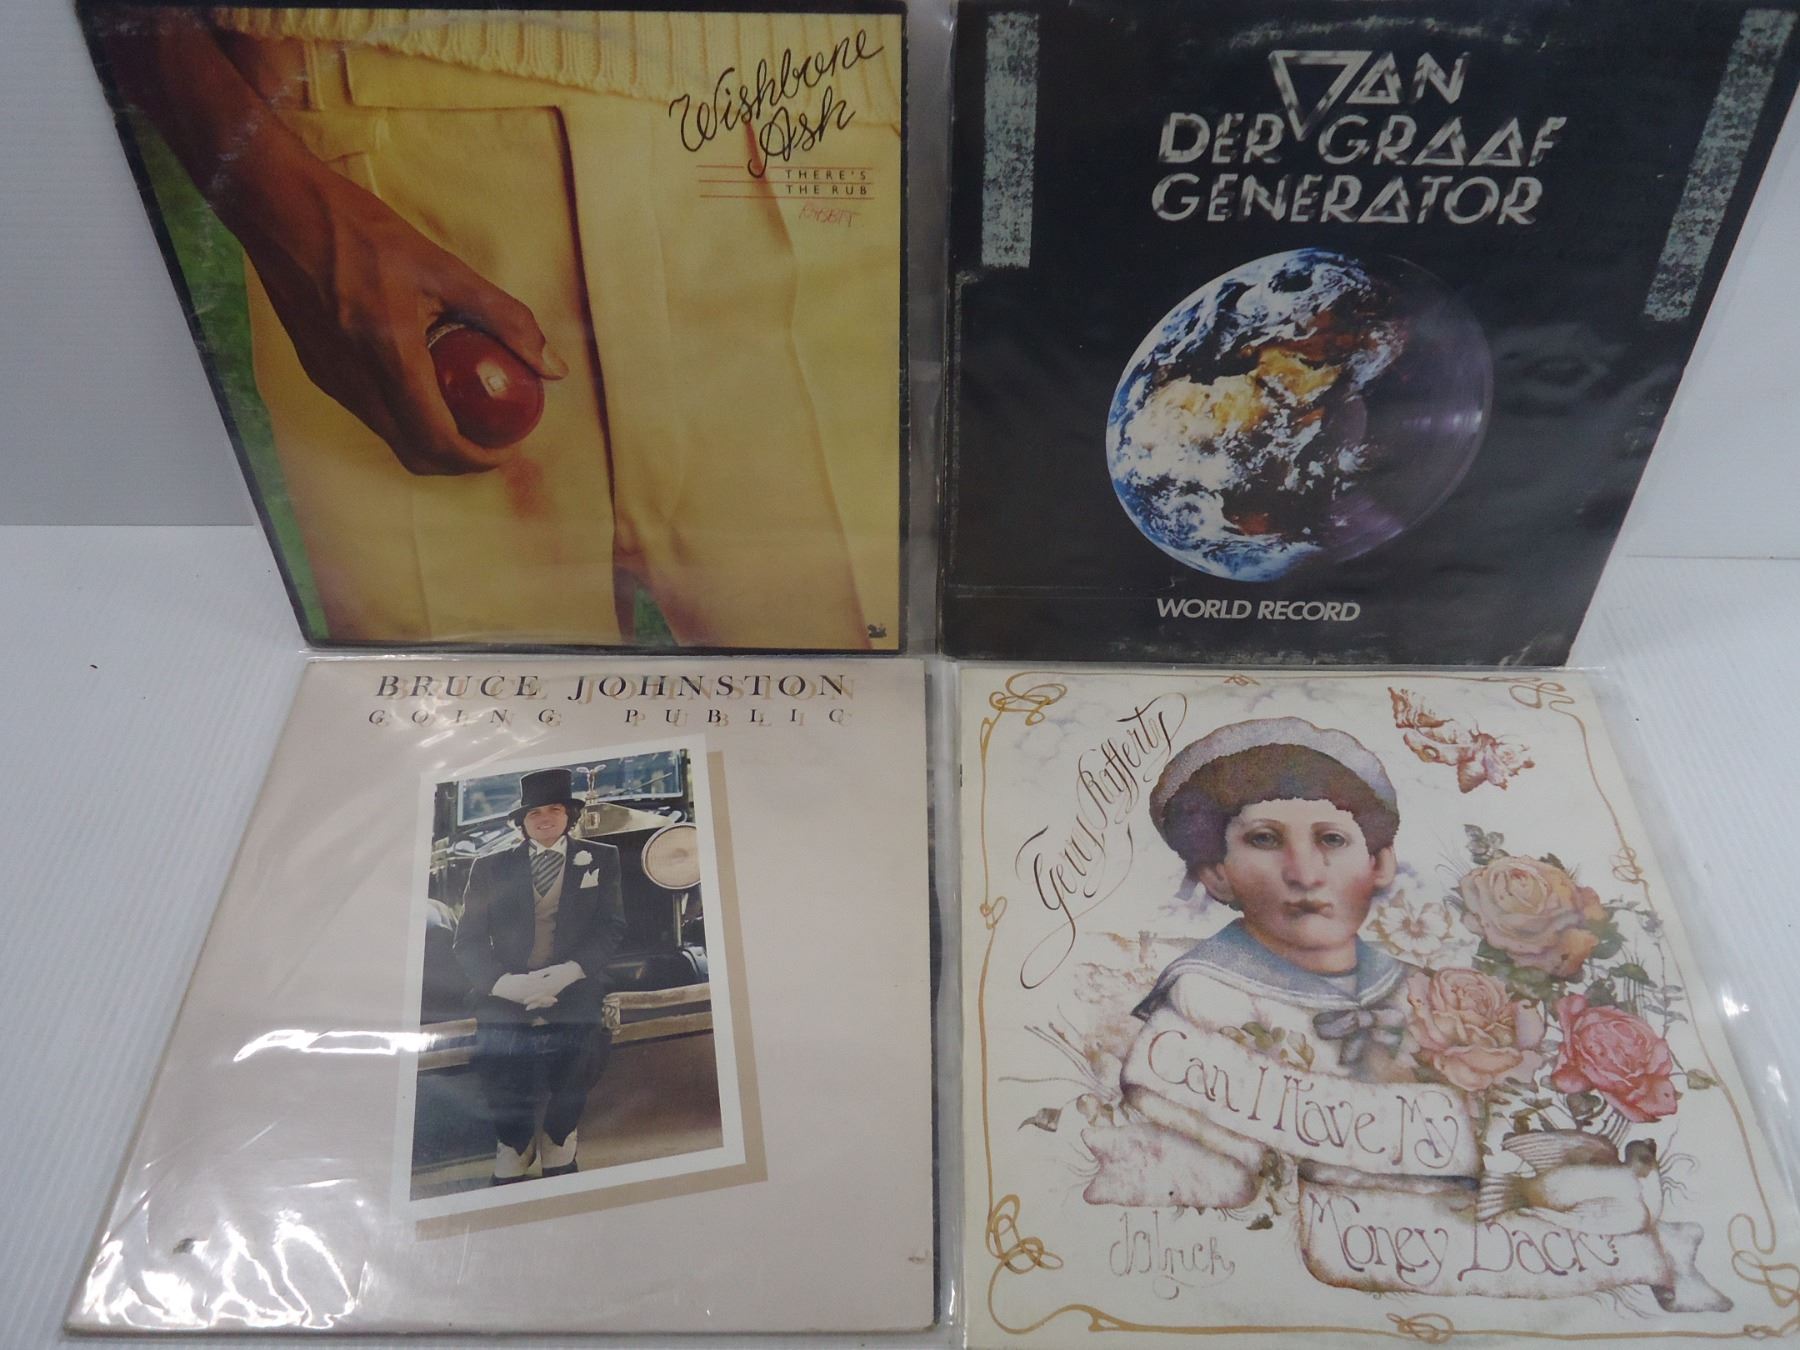 Wishbone
Ash
THERE'S
THE RUB
VAN
DER GRAAF
GENERATOR
WORLD RECORD
BRUCE JOHNSTON
GOING PUBLIC
Gerry Rafferty
Can I Have My
Money Back